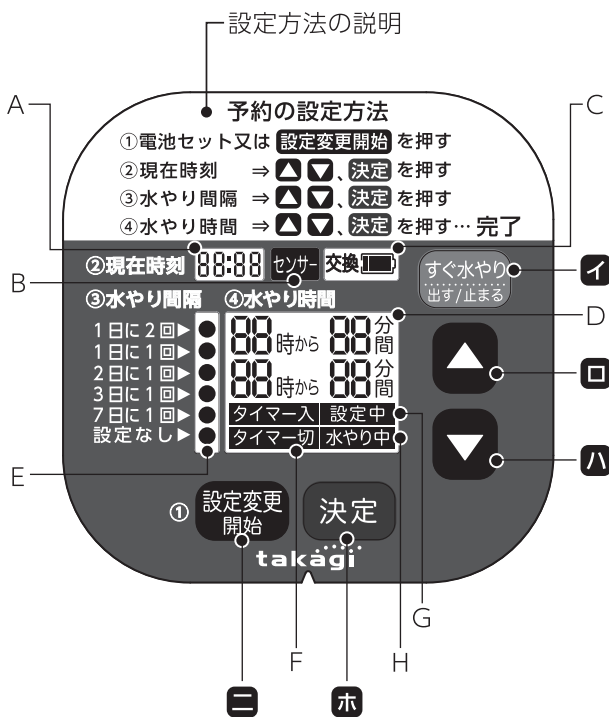 設定方法の説明
A
C
予約の設定方法
①電池セット又は 設定変更開始 を押す
②現在時刻 ⇒ ▲ ▼、決定 を押す
③水やり間隔 ⇒ ▲ ▼、決定 を押す
④水やり時間 ⇒ ▲ ▼、決定 を押す… 完了
②現在時刻 88:88 センサー 交換
B
すぐ水やり
出す/止まる
イ
③水やり間隔 ④水やり時間
D
1日に2回▶
1日に1回▶
2日に1回▶
3日に1回▶
7日に1回▶
設定なし▶
88時から 88分間
88時から 88分間
タイマー入 設定中
タイマー切 水やり中
ロ
ハ
E
① 設定変更
開始
決定
takagi
G
F
H
ニ
ホ